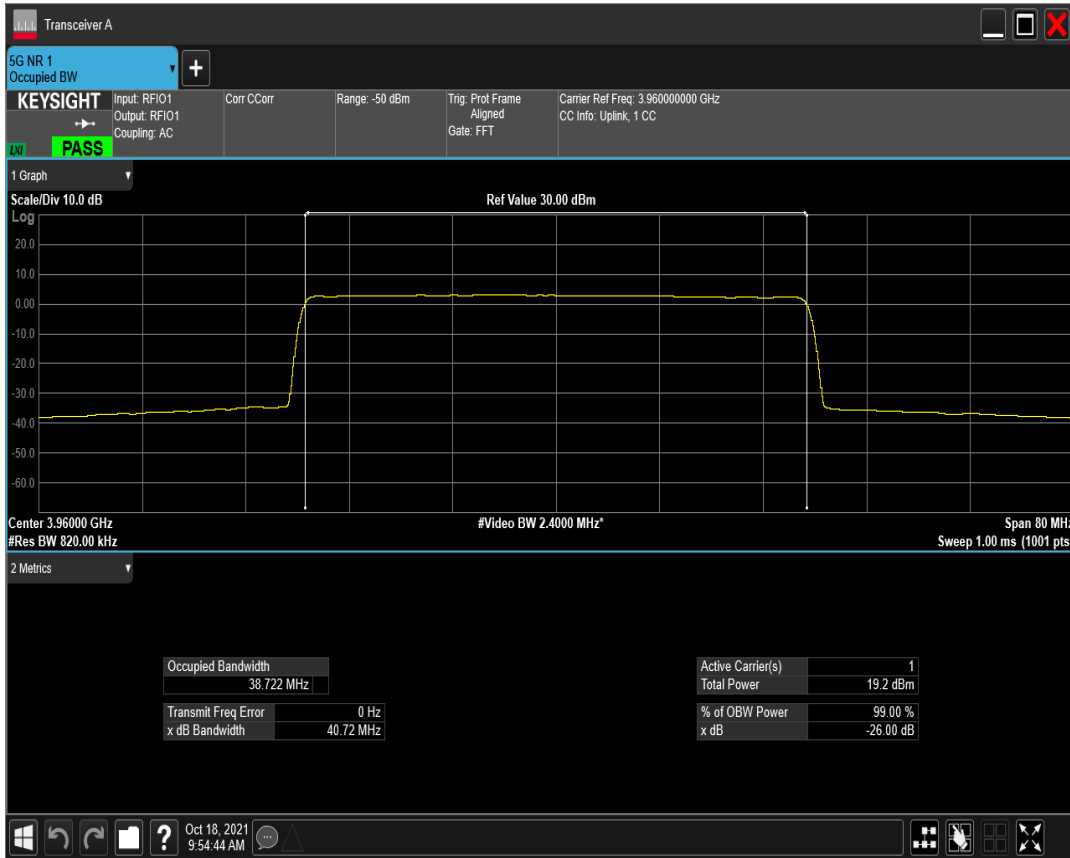 Transceiver A
5G NR 1
Occupied BW
KEYSIGHT
LXI
PASS
Input: RFIO1
Output: RFIO1
Coupling: AC
Corr CCorr
Range: -50 dBm
Trig: Prot Frame
Aligned
Gate: FFT
Carrier Ref Freq: 3.960000000 GHz
CC Info: Uplink, 1 CC
1 Graph
Scale/Div 10.0 dB
Ref Value 30.00 dBm
Log
20.0
10.0
0.00
-10.0
-20.0
-30.0
-40.0
-50.0
-60.0
Center 3.96000 GHz
#Video BW 2.4000 MHz*
Span 80 MHz
#Res BW 820.00 kHz
Sweep 1.00 ms (1001 pts
2 Metrics
Occupied Bandwidth
38.722 MHz
Transmit Freq Error 0 Hz
x dB Bandwidth 40.72 MHz
Active Carrier(s) 1
Total Power 19.2 dBm
% of OBW Power 99.00 %
x dB -26.00 dB
?
Oct 18, 2021
9:54:44 AM